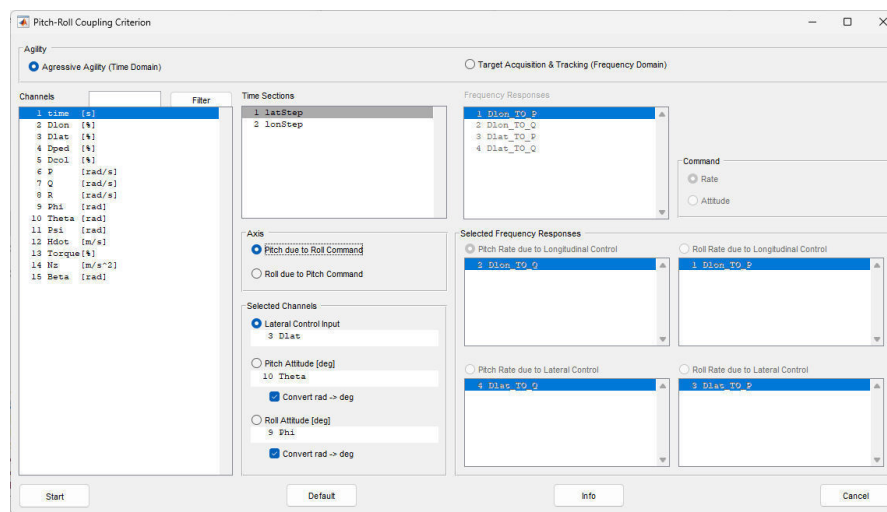 Pitch-Roll Coupling Criterion
Agility
Agressive Agility (Time Domain)
Target Acquisition & Tracking (Frequency Domain)
Channels
Filter
1 time [s]
2 Dlon [%]
3 Dlat [%]
4 Dped [%]
5 Dcol [%]
6 P [rad/s]
7 Q [rad/s]
8 R [rad/s]
9 Phi [rad]
10 Theta [rad]
11 Psi [rad]
12 Hdot [m/s]
13 Torque[%]
14 Nz [m/s^2]
15 Beta [rad]
Time Sections
1 latStep
2 lonStep
Axis
Pitch due to Roll Command
Roll due to Pitch Command
Selected Channels
Lateral Control Input
3 Dlat
Pitch Attitude [deg]
10 Theta
Convert rad -> deg
Roll Attitude [deg]
9 Phi
Convert rad -> deg
Frequency Responses
1 Dlon_TO_P
2 Dlon_TO_Q
3 Dlat_TO_P
4 Dlat_TO_Q
Command
Rate
Attitude
Selected Frequency Responses
Pitch Rate due to Longitudinal Control
2 Dlon_TO_Q
Roll Rate due to Longitudinal Control
1 Dlon_TO_P
Pitch Rate due to Lateral Control
4 Dlat_TO_Q
Roll Rate due to Lateral Control
3 Dlat_TO_P
Start
Default
Info
Cancel